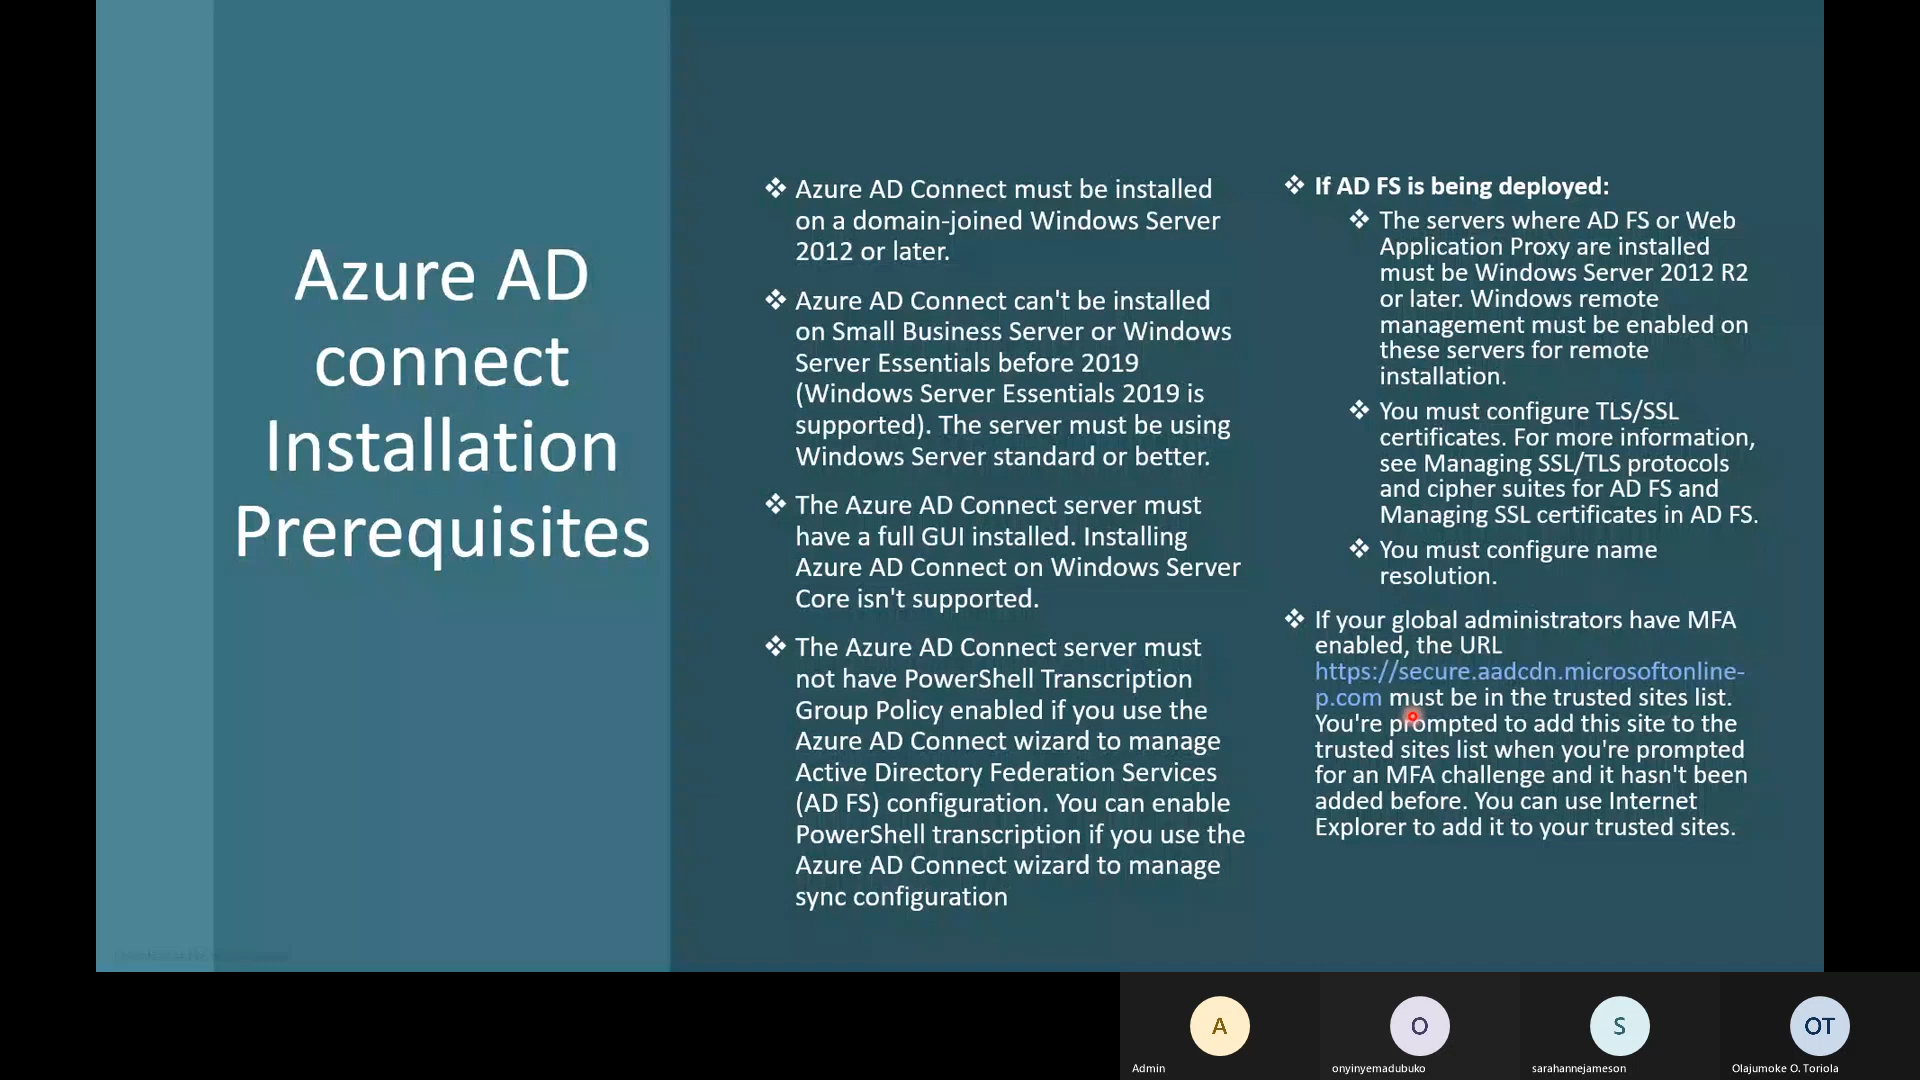 Azure AD
connect
Installation
Prerequisites
❖ Azure AD Connect must be installed
on a domain-joined Windows Server
2012 or later.
❖ Azure AD Connect can't be installed
on Small Business Server or Windows
Server Essentials before 2019
(Windows Server Essentials 2019 is
supported). The server must be using
Windows Server standard or better.
❖ The Azure AD Connect server must
have a full GUI installed. Installing
Azure AD Connect on Windows Server
Core isn't supported.
❖ The Azure AD Connect server must
not have PowerShell Transcription
Group Policy enabled if you use the
Azure AD Connect wizard to manage
Active Directory Federation Services
(AD FS) configuration. You can enable
PowerShell transcription if you use the
Azure AD Connect wizard to manage
sync configuration
❖ If AD FS is being deployed:
❖ The servers where AD FS or Web
Application Proxy are installed
must be Windows Server 2012 R2
or later. Windows remote
management must be enabled on
these servers for remote
installation.
❖ You must configure TLS/SSL
certificates. For more information,
see Managing SSL/TLS protocols
and cipher suites for AD FS and
Managing SSL certificates in AD FS.
❖ You must configure name
resolution.
❖ If your global administrators have MFA
enabled, the URL
https://secure.aadcdn.microsoftonline-
p.com must be in the trusted sites list.
You're prompted to add this site to the
trusted sites list when you're prompted
for an MFA challenge and it hasn't been
added before. You can use Internet
Explorer to add it to your trusted sites.
A
O
S
OT
Admin
onyinyemadubuko
sarahannejameson
Olajumoke O. Toriola